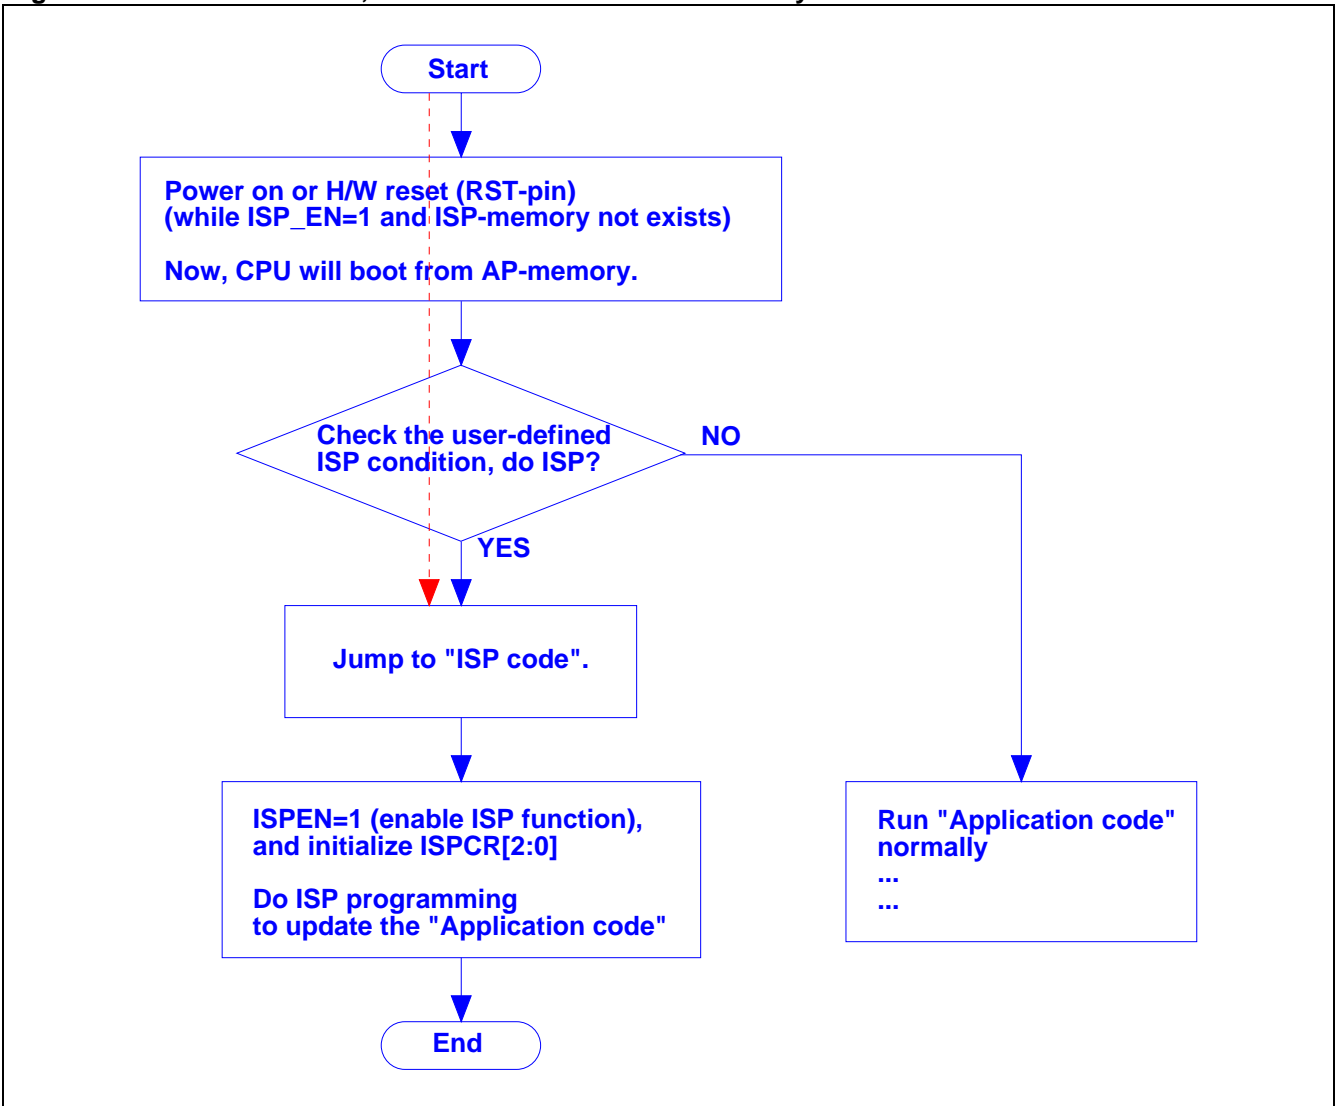 Start
Power on or H/W reset (RST-pin)
(while ISP_EN=1 and ISP-memory not exists)
Now, CPU will boot from AP-memory.
Check the user-defined
ISP condition, do ISP?
NO
YES
Jump to "ISP code".
ISPEN=1 (enable ISP function),
and initialize ISPCR[2:0]
Do ISP programming
to update the "Application code"
Run "Application code"
normally
...
...
End